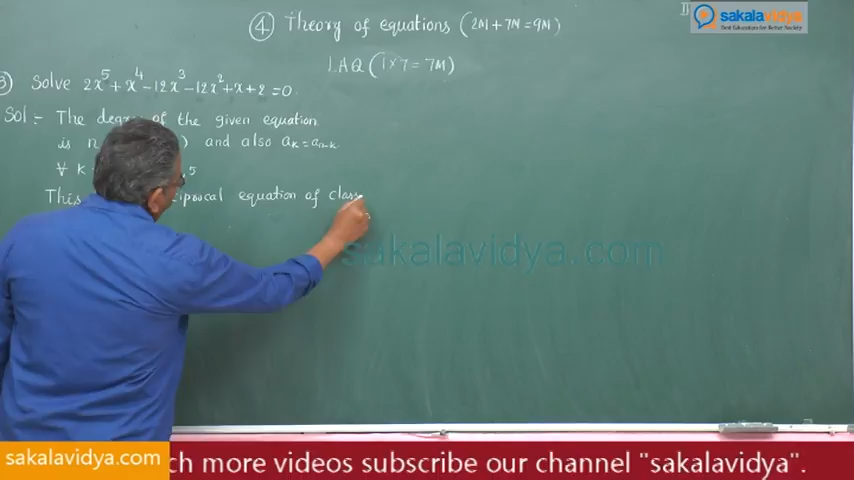 ④ Theory of equations (2M + 7M = 9M)
sakalavidya
LAQ (1×7 = 7M)
3) Solve 2x⁵ + x⁴ - 12x³ - 12x² + x + 2 = 0
Sol :- The degree of the given equation
is n ) and also aₖ = aₙ₋ₖ
∀ k , 5
This equation of class
sakalavidya.com
sakalavidya.com
ch more videos subscribe our channel "sakalavidya".